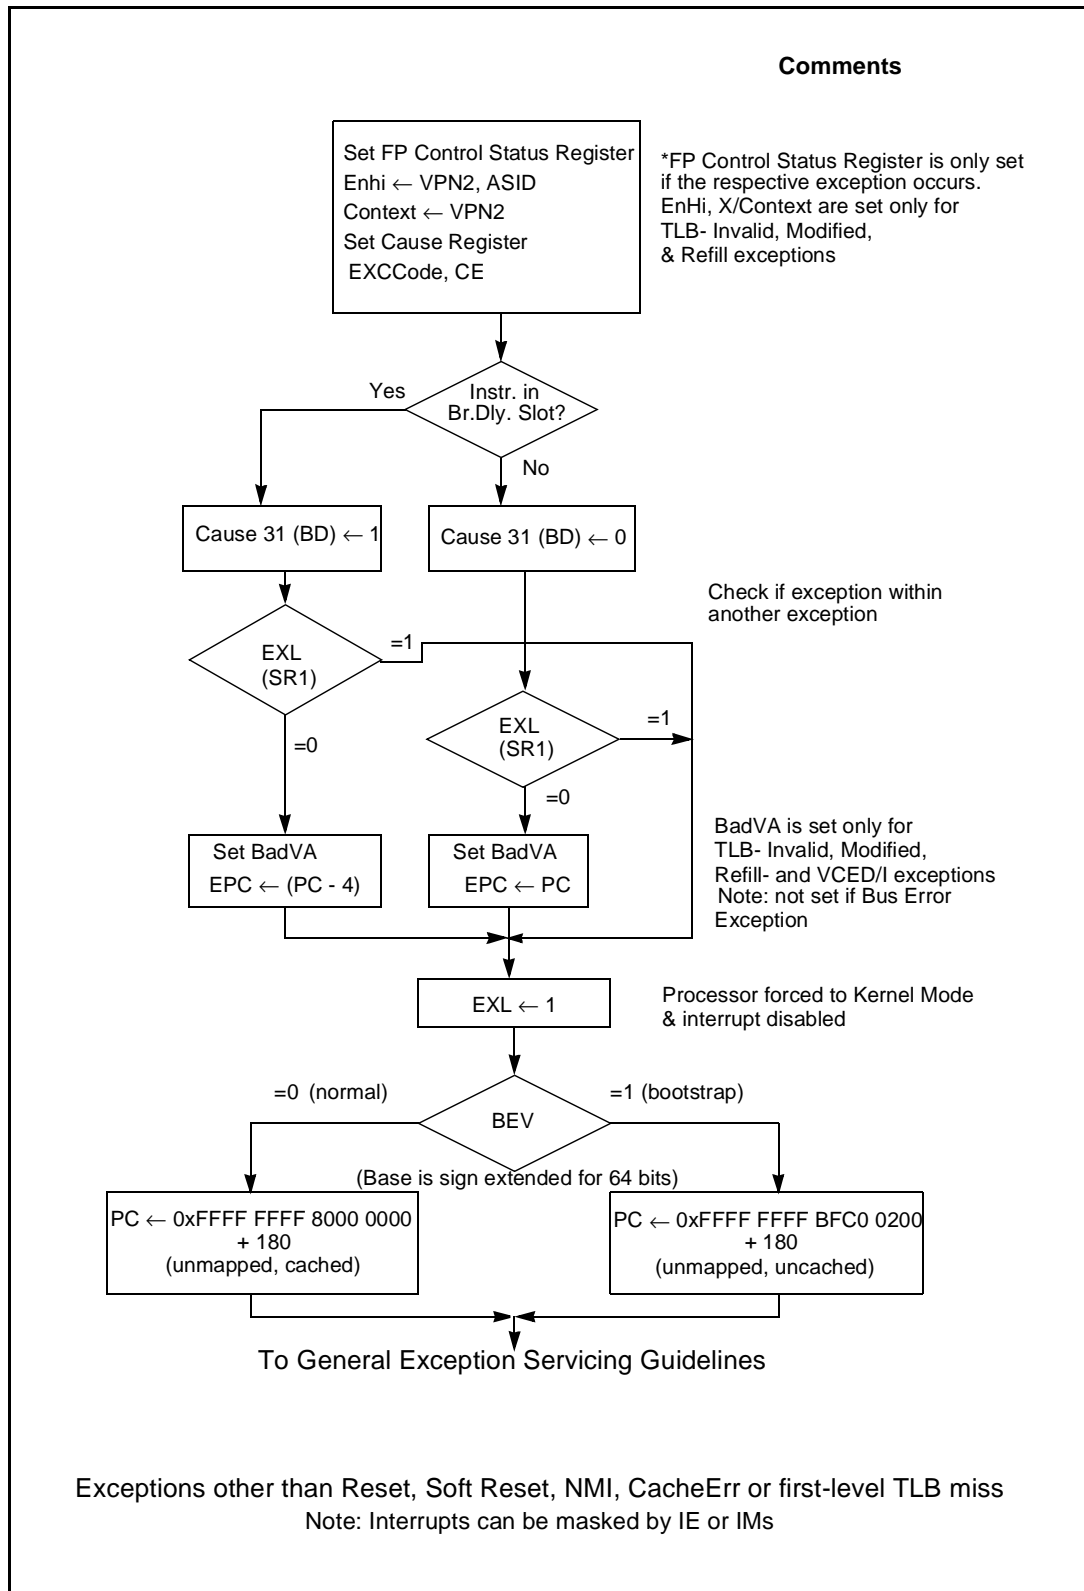 Comments
Set FP Control Status Register
Enhi ← VPN2, ASID
Context ← VPN2
Set Cause Register
EXCCode, CE
*FP Control Status Register is only set
if the respective exception occurs.
EnHi, X/Context are set only for
TLB- Invalid, Modified,
& Refill exceptions
Yes
Instr. in
Br.Dly. Slot?
No
Cause 31 (BD) ← 1
Cause 31 (BD) ← 0
Check if exception within
another exception
=1
EXL
(SR1)
=0
EXL
(SR1)
=1
=0
Set BadVA
EPC ← (PC - 4)
Set BadVA
EPC ← PC
BadVA is set only for
TLB- Invalid, Modified,
Refill- and VCED/I exceptions
Note: not set if Bus Error
Exception
EXL ← 1
Processor forced to Kernel Mode
& interrupt disabled
=0 (normal)
=1 (bootstrap)
BEV
(Base is sign extended for 64 bits)
PC ← 0xFFFF FFFF 8000 0000
+ 180
(unmapped, cached)
PC ← 0xFFFF FFFF BFC0 0200
+ 180
(unmapped, uncached)
To General Exception Servicing Guidelines
Exceptions other than Reset, Soft Reset, NMI, CacheErr or first-level TLB miss
Note: Interrupts can be masked by IE or IMs